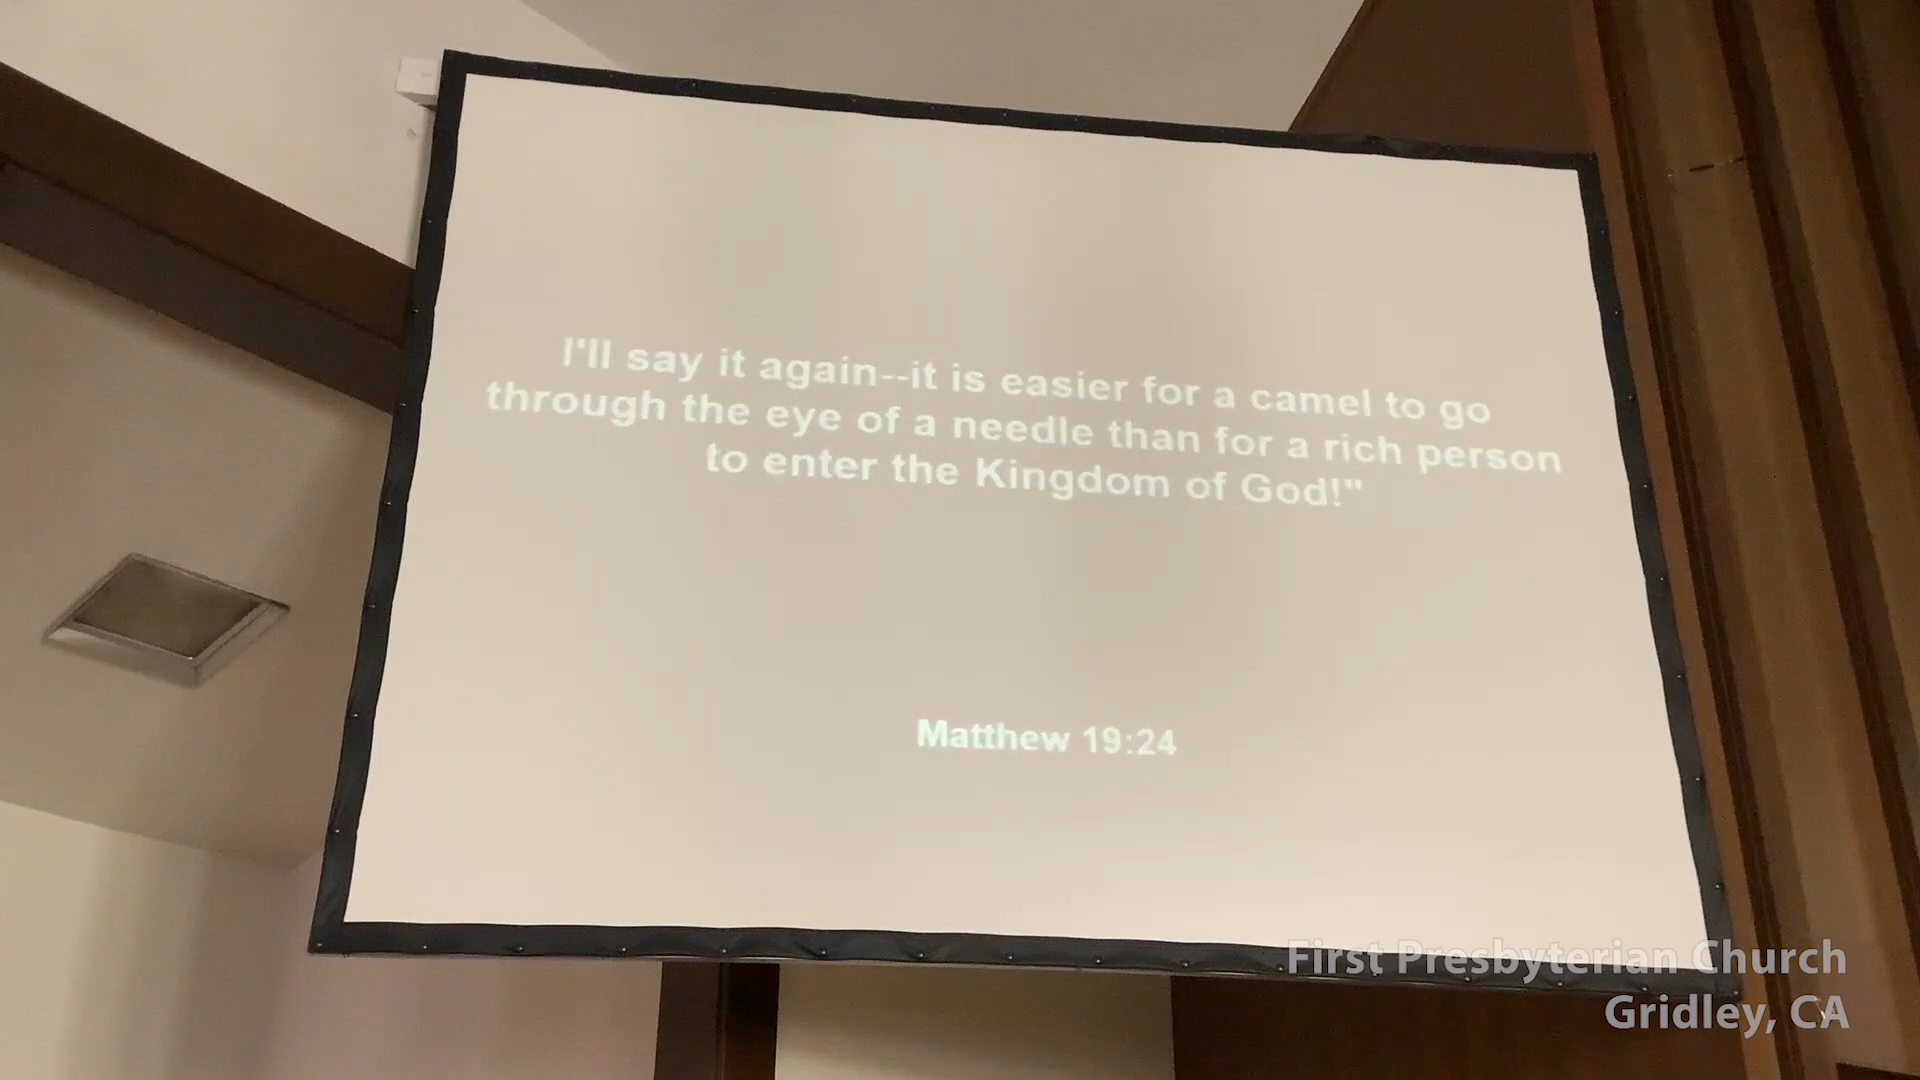 I'll say it again--it is easier for a camel to go
through the eye of a needle than for a rich person
to enter the Kingdom of God!"
Matthew 19:24
First Presbyterian Church
Gridley, CA